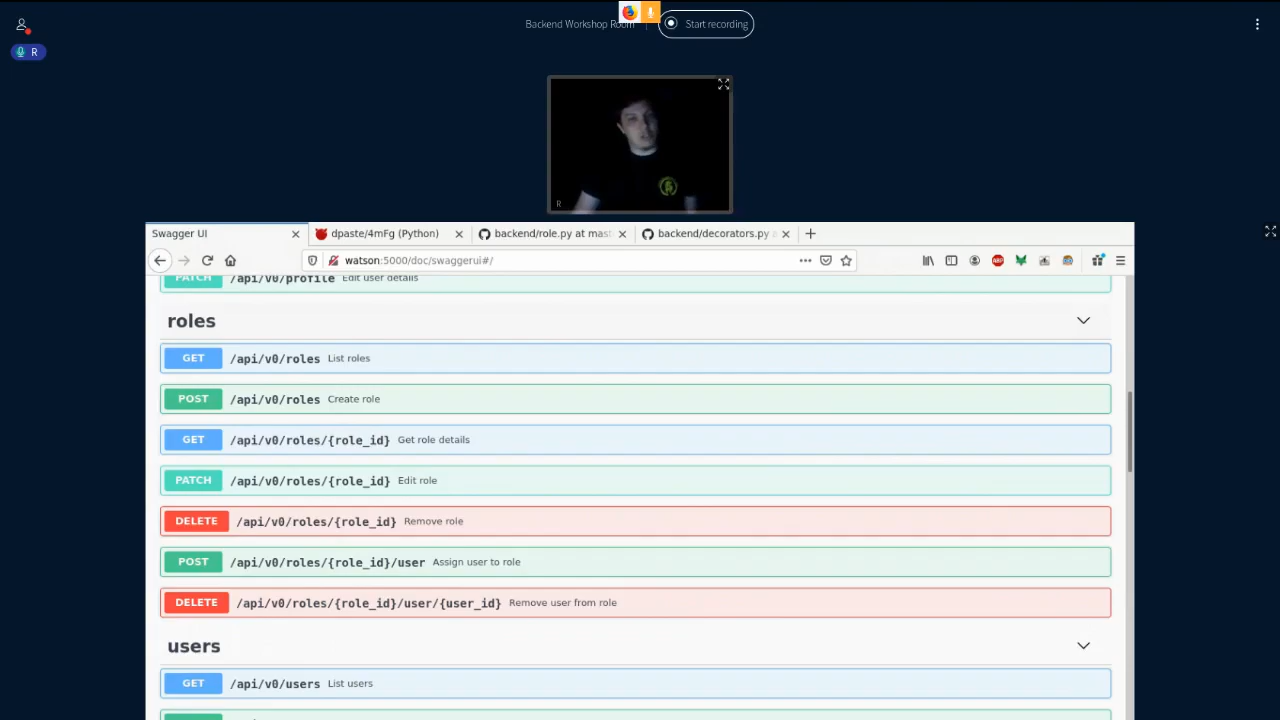 Backend Workshop Room
Start recording
R
R
Swagger UI
dpaste/4mFg (Python)
backend/role.py at mast
backend/decorators.py a
watson:5000/doc/swaggerui#/
PATCH /api/v0/profile Edit user details
roles
GET /api/v0/roles List roles
POST /api/v0/roles Create role
GET /api/v0/roles/{role_id} Get role details
PATCH /api/v0/roles/{role_id} Edit role
DELETE /api/v0/roles/{role_id} Remove role
POST /api/v0/roles/{role_id}/user Assign user to role
DELETE /api/v0/roles/{role_id}/user/{user_id} Remove user from role
users
GET /api/v0/users List users